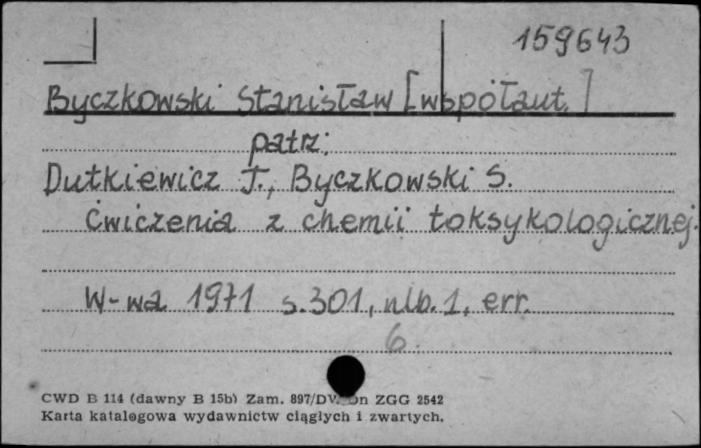 159643
Byczkowski Stanisław [współaut.]
patrz:
Dutkiewicz T., Byczkowski S.
Ćwiczenia z chemii toksykologicznej.
W-wa 1971 s. 301, nlb. 1, err.
6.
CWD B 114 (dawny B 15b) Zam. 897/DV. ZGG 2542
Karta katalogowa wydawnictw ciągłych i zwartych.